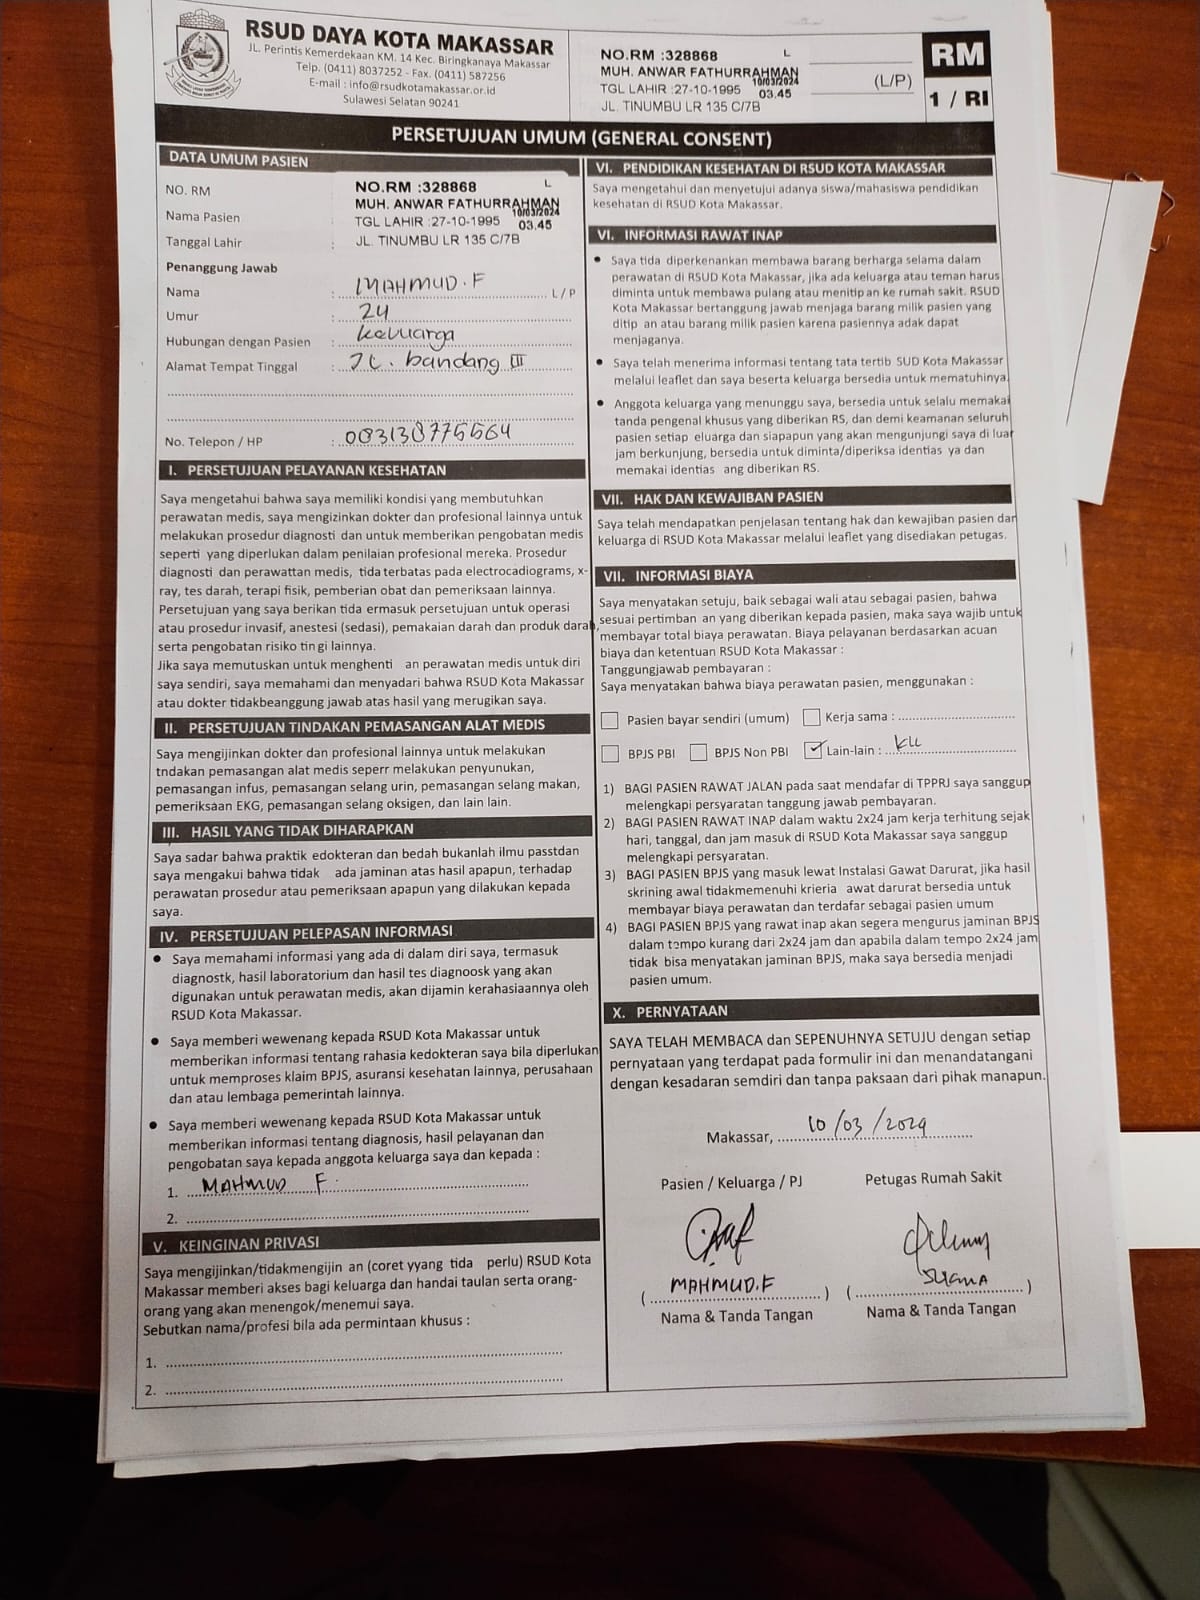 RSUD DAYA KOTA MAKASSAR
JL. Perintis Kemerdekaan KM. 14 Kec. Biringkanaya Makassar
Telp. (0411) 8037252 - Fax. (0411) 587256
E-mail : info@rsudkotamakassar.or.id
Sulawesi Selatan 90241
NO.RM :328868 L
MUH. ANWAR FATHURRAHMAN
10/03/2024
TGL LAHIR :27-10-1995 03.45
JL. TINUMBU LR 135 C/7B
(L/P)
RM
1 / RI
PERSETUJUAN UMUM (GENERAL CONSENT)
DATA UMUM PASIEN
NO. RM
NO.RM :328868 L
Nama Pasien
MUH. ANWAR FATHURRAHMAN
10/03/2024
TGL LAHIR :27-10-1995 03.45
Tanggal Lahir : JL. TINUMBU LR 135 C/7B
Penanggung Jawab
Nama : MAHMUD.F L / P
Umur : 24
Hubungan dengan Pasien : keluarga
Alamat Tempat Tinggal : JL. bandang III
No. Telepon / HP : 083138775564
I. PERSETUJUAN PELAYANAN KESEHATAN
Saya mengetahui bahwa saya memiliki kondisi yang membutuhkan
perawatan medis, saya mengizinkan dokter dan profesional lainnya untuk
melakukan prosedur diagnosti dan untuk memberikan pengobatan medis
seperti yang diperlukan dalam penilaian profesional mereka. Prosedur
diagnosti dan perawattan medis, tida terbatas pada electrocadiograms, x-
ray, tes darah, terapi fisik, pemberian obat dan pemeriksaan lainnya.
Persetujuan yang saya berikan tida ermasuk persetujuan untuk operasi
atau prosedur invasif, anestesi (sedasi), pemakaian darah dan produk darah,
serta pengobatan risiko tin gi lainnya.
Jika saya memutuskan untuk menghenti an perawatan medis untuk diri
saya sendiri, saya memahami dan menyadari bahwa RSUD Kota Makassar
atau dokter tidakbeanggung jawab atas hasil yang merugikan saya.
II. PERSETUJUAN TINDAKAN PEMASANGAN ALAT MEDIS
Saya mengijinkan dokter dan profesional lainnya untuk melakukan
tndakan pemasangan alat medis seperr melakukan penyunukan,
pemasangan infus, pemasangan selang urin, pemasangan selang makan,
pemeriksaan EKG, pemasangan selang oksigen, dan lain lain.
III. HASIL YANG TIDAK DIHARAPKAN
Saya sadar bahwa praktik edokteran dan bedah bukanlah ilmu passtdan
saya mengakui bahwa tidak ada jaminan atas hasil apapun, terhadap
perawatan prosedur atau pemeriksaan apapun yang dilakukan kepada
saya.
IV. PERSETUJUAN PELEPASAN INFORMASI
• Saya memahami informasi yang ada di dalam diri saya, termasuk
diagnostk, hasil laboratorium dan hasil tes diagnoosk yang akan
digunakan untuk perawatan medis, akan dijamin kerahasiaannya oleh
RSUD Kota Makassar.
• Saya memberi wewenang kepada RSUD Kota Makassar untuk
memberikan informasi tentang rahasia kedokteran saya bila diperlukan
untuk memproses klaim BPJS, asuransi kesehatan lainnya, perusahaan
dan atau lembaga pemerintah lainnya.
• Saya memberi wewenang kepada RSUD Kota Makassar untuk
memberikan informasi tentang diagnosis, hasil pelayanan dan
pengobatan saya kepada anggota keluarga saya dan kepada :
1. MAHMUD F.
2.
V. KEINGINAN PRIVASI
Saya mengijinkan/tidakmengijin an (coret yyang tida perlu) RSUD Kota
Makassar memberi akses bagi keluarga dan handai taulan serta orang-
orang yang akan menengok/menemui saya.
Sebutkan nama/profesi bila ada permintaan khusus :
1.
2.
VI. PENDIDIKAN KESEHATAN DI RSUD KOTA MAKASSAR
Saya mengetahui dan menyetujui adanya siswa/mahasiswa pendidikan
kesehatan di RSUD Kota Makassar.
VI. INFORMASI RAWAT INAP
• Saya tida diperkenankan membawa barang berharga selama dalam
perawatan di RSUD Kota Makassar, jika ada keluarga atau teman harus
diminta untuk membawa pulang atau menitip an ke rumah sakit. RSUD
Kota Makassar bertanggung jawab menjaga barang milik pasien yang
ditip an atau barang milik pasien karena pasiennya adak dapat
menjaganya.
• Saya telah menerima informasi tentang tata tertib SUD Kota Makassar
melalui leaflet dan saya beserta keluarga bersedia untuk mematuhinya.
• Anggota keluarga yang menunggu saya, bersedia untuk selalu memakai
tanda pengenal khusus yang diberikan RS, dan demi keamanan seluruh
pasien setiap eluarga dan siapapun yang akan mengunjungi saya di luar
jam berkunjung, bersedia untuk diminta/diperiksa identias ya dan
memakai identias ang diberikan RS.
VII. HAK DAN KEWAJIBAN PASIEN
Saya telah mendapatkan penjelasan tentang hak dan kewajiban pasien dan
keluarga di RSUD Kota Makassar melalui leaflet yang disediakan petugas.
VII. INFORMASI BIAYA
Saya menyatakan setuju, baik sebagai wali atau sebagai pasien, bahwa
sesuai pertimban an yang diberikan kepada pasien, maka saya wajib untuk
membayar total biaya perawatan. Biaya pelayanan berdasarkan acuan
biaya dan ketentuan RSUD Kota Makassar :
Tanggungjawab pembayaran :
Saya menyatakan bahwa biaya perawatan pasien, menggunakan :
Pasien bayar sendiri (umum) Kerja sama :
BPJS PBI BPJS Non PBI ✓ Lain-lain : KLL
1) BAGI PASIEN RAWAT JALAN pada saat mendafar di TPPRJ saya sanggup
melengkapi persyaratan tanggung jawab pembayaran.
2) BAGI PASIEN RAWAT INAP dalam waktu 2x24 jam kerja terhitung sejak
hari, tanggal, dan jam masuk di RSUD Kota Makassar saya sanggup
melengkapi persyaratan.
3) BAGI PASIEN BPJS yang masuk lewat Instalasi Gawat Darurat, jika hasil
skrining awal tidakmemenuhi krieria awat darurat bersedia untuk
membayar biaya perawatan dan terdafar sebagai pasien umum
4) BAGI PASIEN BPJS yang rawat inap akan segera mengurus jaminan BPJS
dalam tempo kurang dari 2x24 jam dan apabila dalam tempo 2x24 jam
tidak bisa menyatakan jaminan BPJS, maka saya bersedia menjadi
pasien umum.
X. PERNYATAAN
SAYA TELAH MEMBACA dan SEPENUHNYA SETUJU dengan setiap
pernyataan yang terdapat pada formulir ini dan menandatangani
dengan kesadaran semdiri dan tanpa paksaan dari pihak manapun.
Makassar, 10/03/2024
Pasien / Keluarga / PJ Petugas Rumah Sakit
( MAHMUD.F ) ( )
Nama & Tanda Tangan Nama & Tanda Tangan